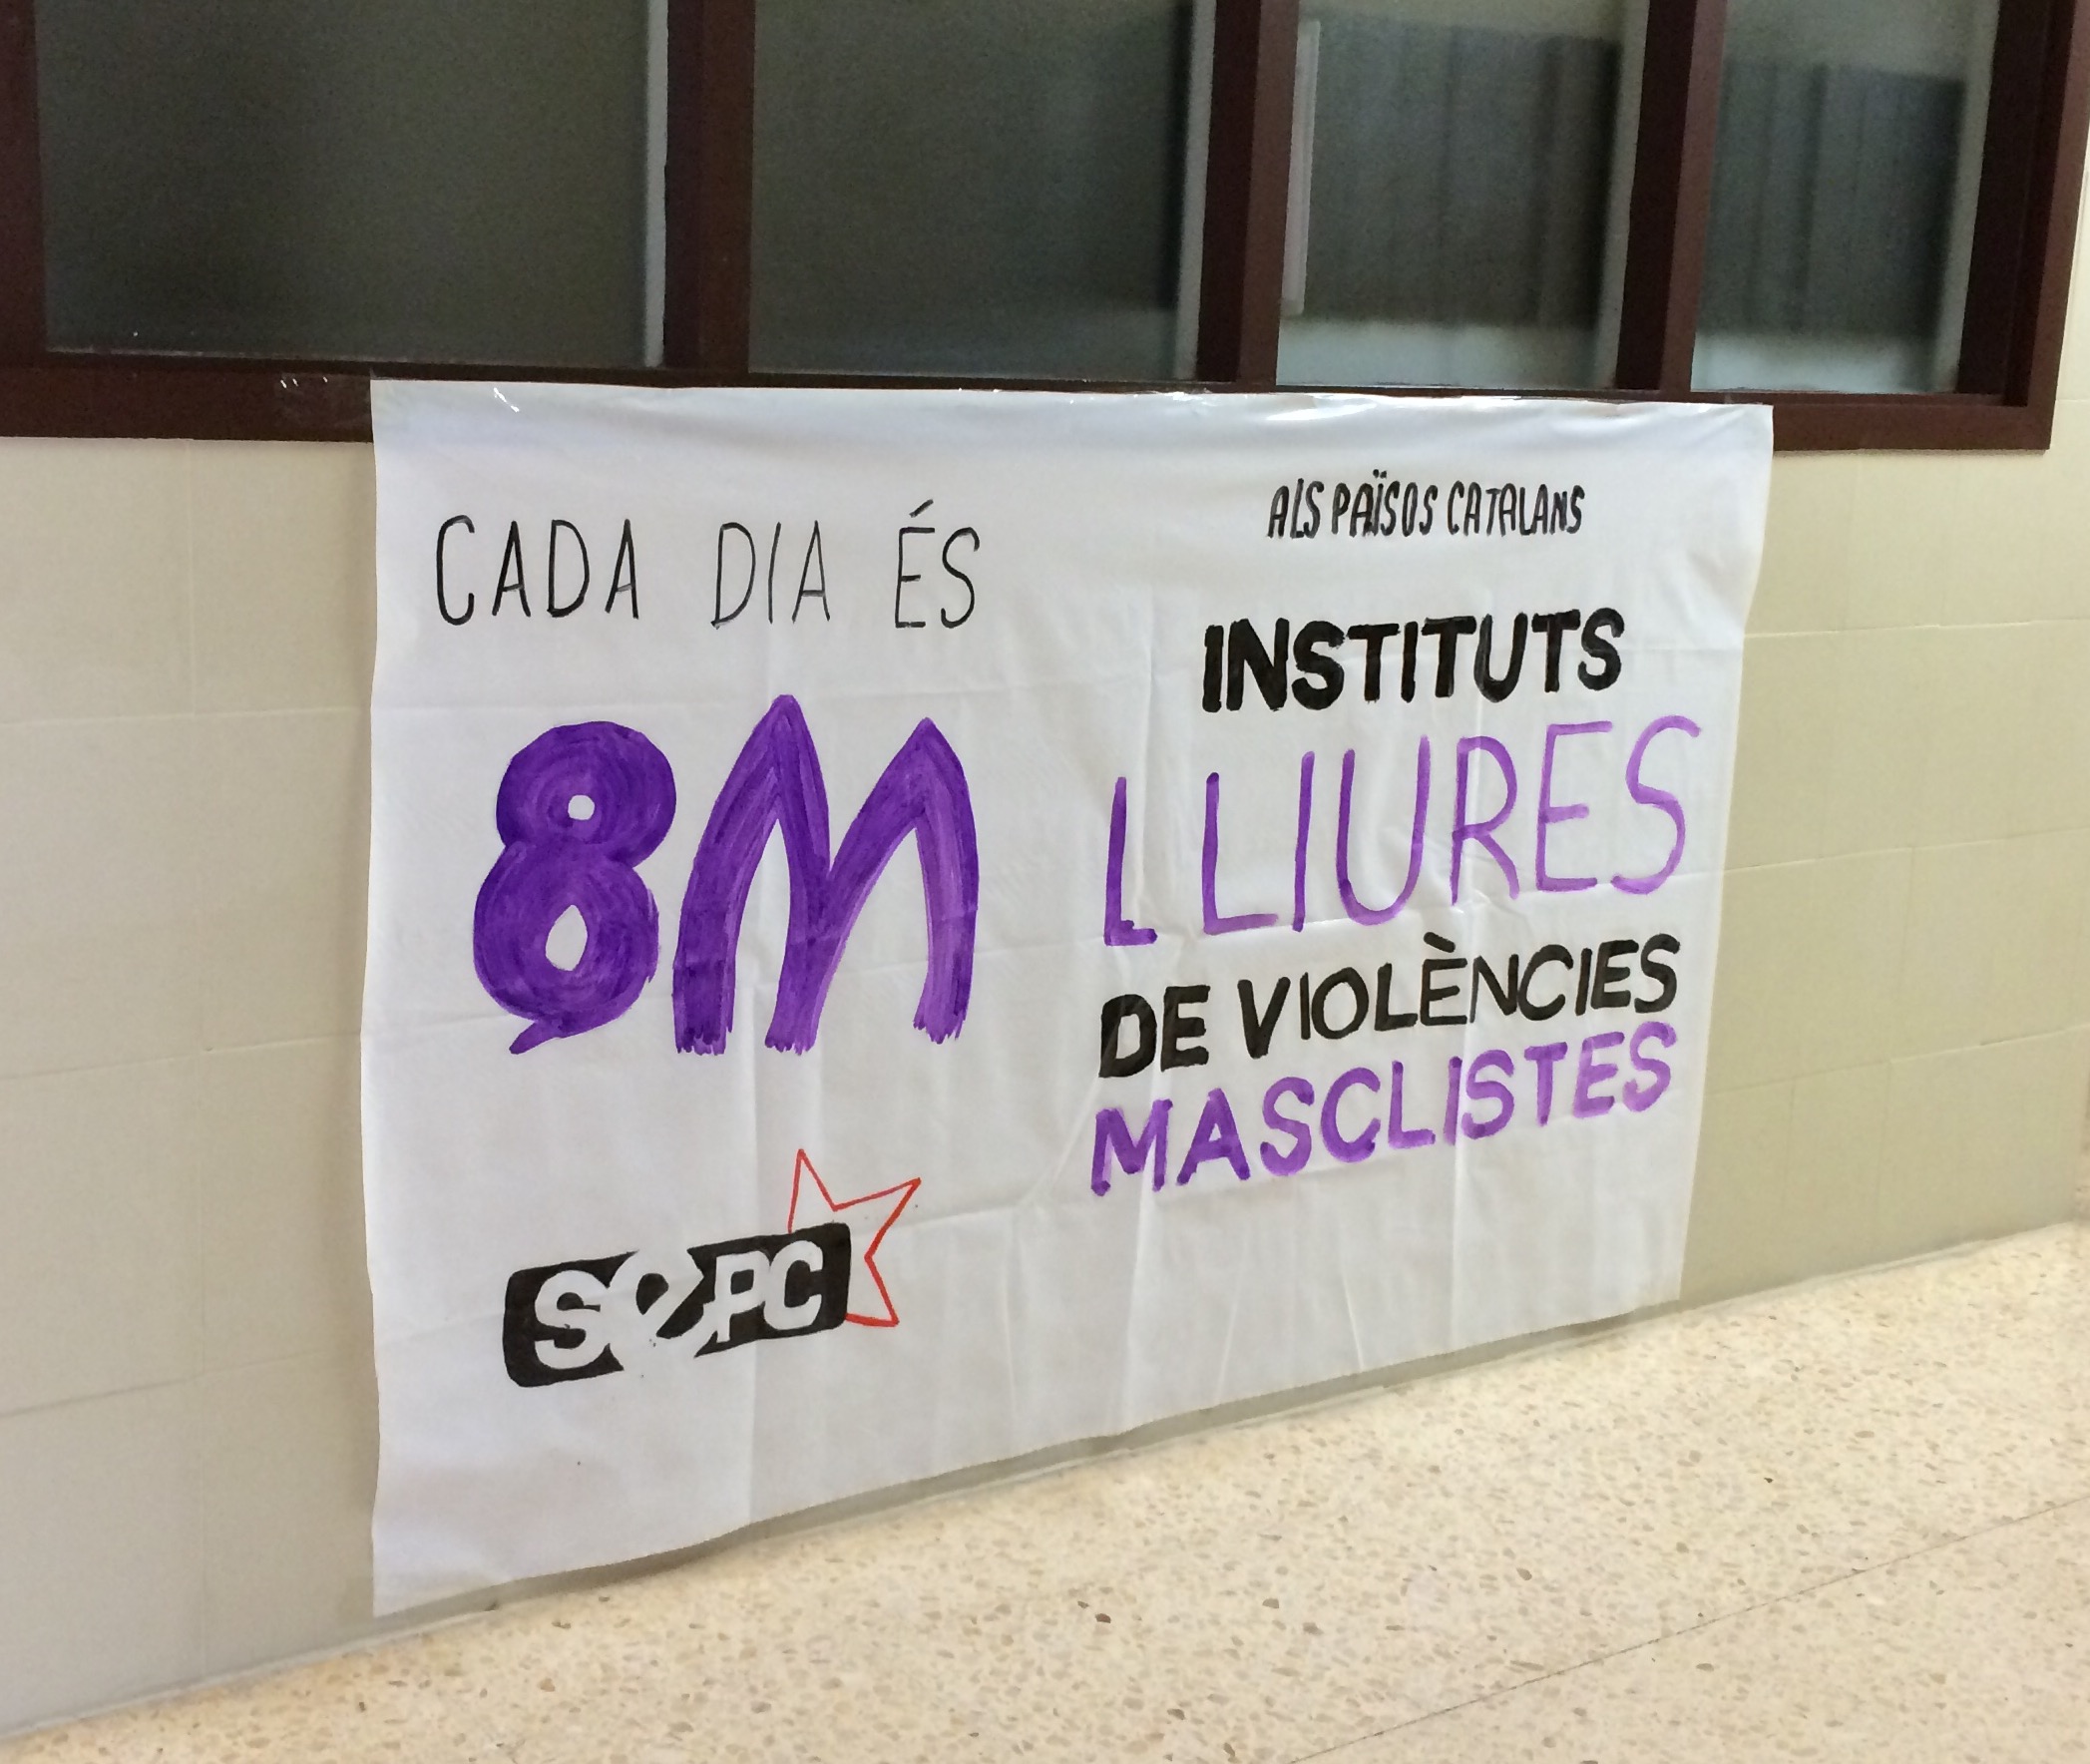 CADA DIA ÉS
8M
SEPC
ALS PAÏSOS CATALANS
INSTITUTS
LLIURES
DE VIOLÈNCIES
MASCLISTES